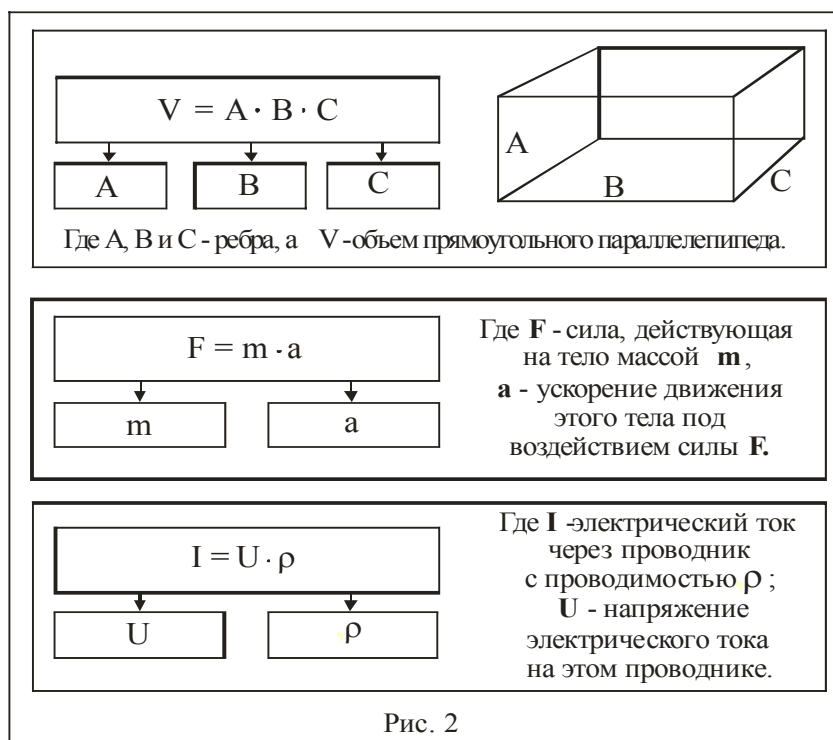 V = A · B · C
A
B
C
A
B
C
Где A, B и C - ребра, а V -объем прямоугольного параллелепипеда.
F = m · a
m
a
Где F - сила, действующая
на тело массой m,
a - ускорение движения
этого тела под
воздействием силы F.
I = U · ρ
U
ρ
Где I -электрический ток
через проводник
с проводимостью ρ ;
U - напряжение
электрического тока
на этом проводнике.
Рис. 2